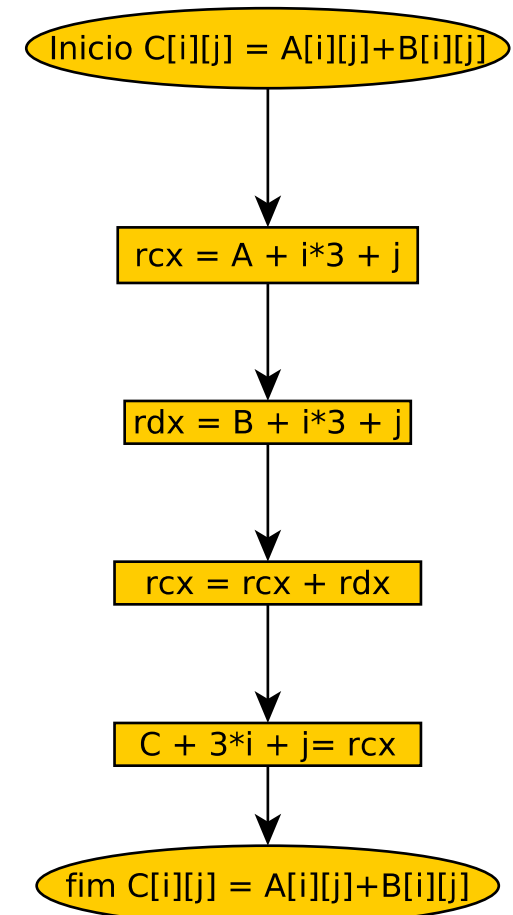 Inicio C[i][j] = A[i][j]+B[i][j]
rcx = A + i*3 + j
rdx = B + i*3 + j
rcx = rcx + rdx
C + 3*i + j= rcx
fim C[i][j] = A[i][j]+B[i][j]